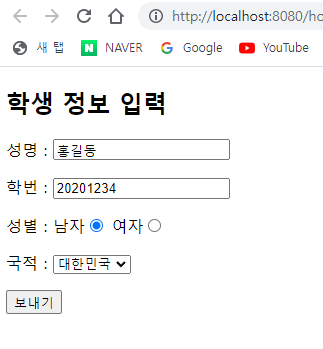 http://localhost:8080/ho
새 탭 NAVER Google YouTube
학생 정보 입력
성명 : 홍길동
학번 : 20201234
성별 : 남자 여자
국적 : 대한민국
보내기